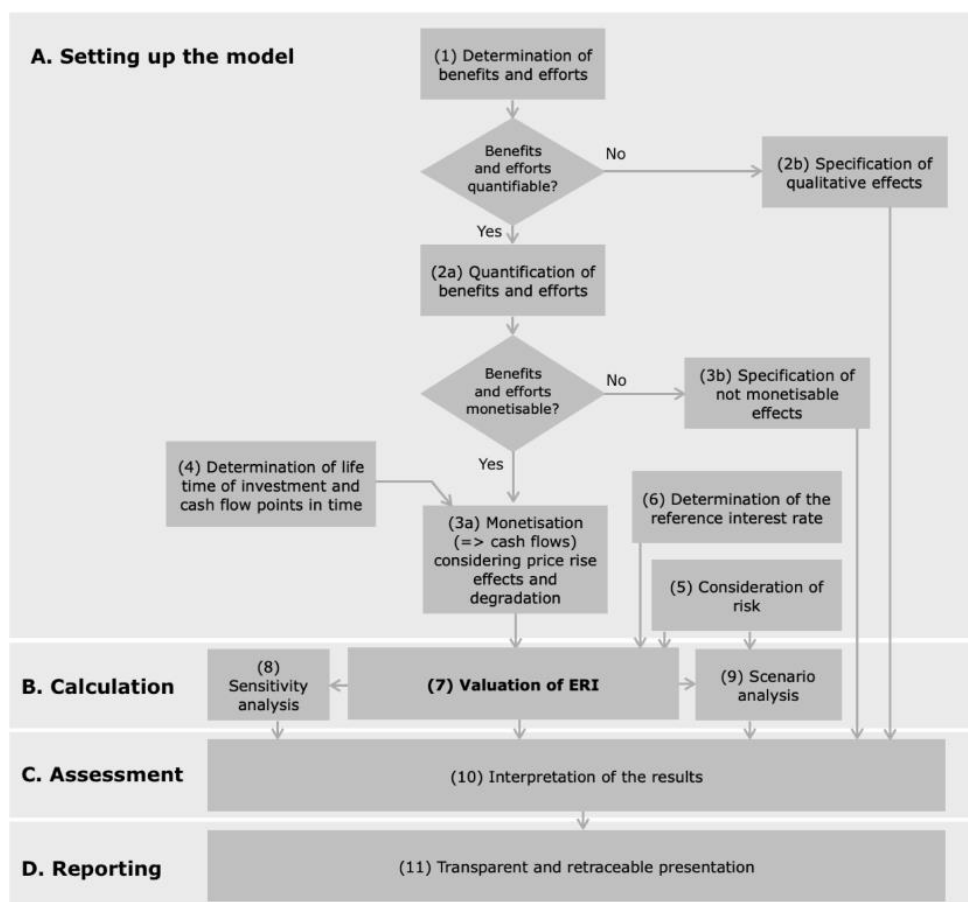 A. Setting up the model
(1) Determination of
benefits and efforts
Benefits
and efforts
quantifiable?
No
(2b) Specification of
qualitative effects
Yes
(2a) Quantification of
benefits and efforts
Benefits
and efforts
monetisable?
No
(3b) Specification of
not monetisable
effects
Yes
(4) Determination of life
time of investment and
cash flow points in time
(3a) Monetisation
(=> cash flows)
considering price rise
effects and
degradation
(6) Determination of the
reference interest rate
(5) Consideration of
risk
B. Calculation
(8)
Sensitivity
analysis
(7) Valuation of ERI
(9) Scenario
analysis
C. Assessment
(10) Interpretation of the results
D. Reporting
(11) Transparent and retraceable presentation